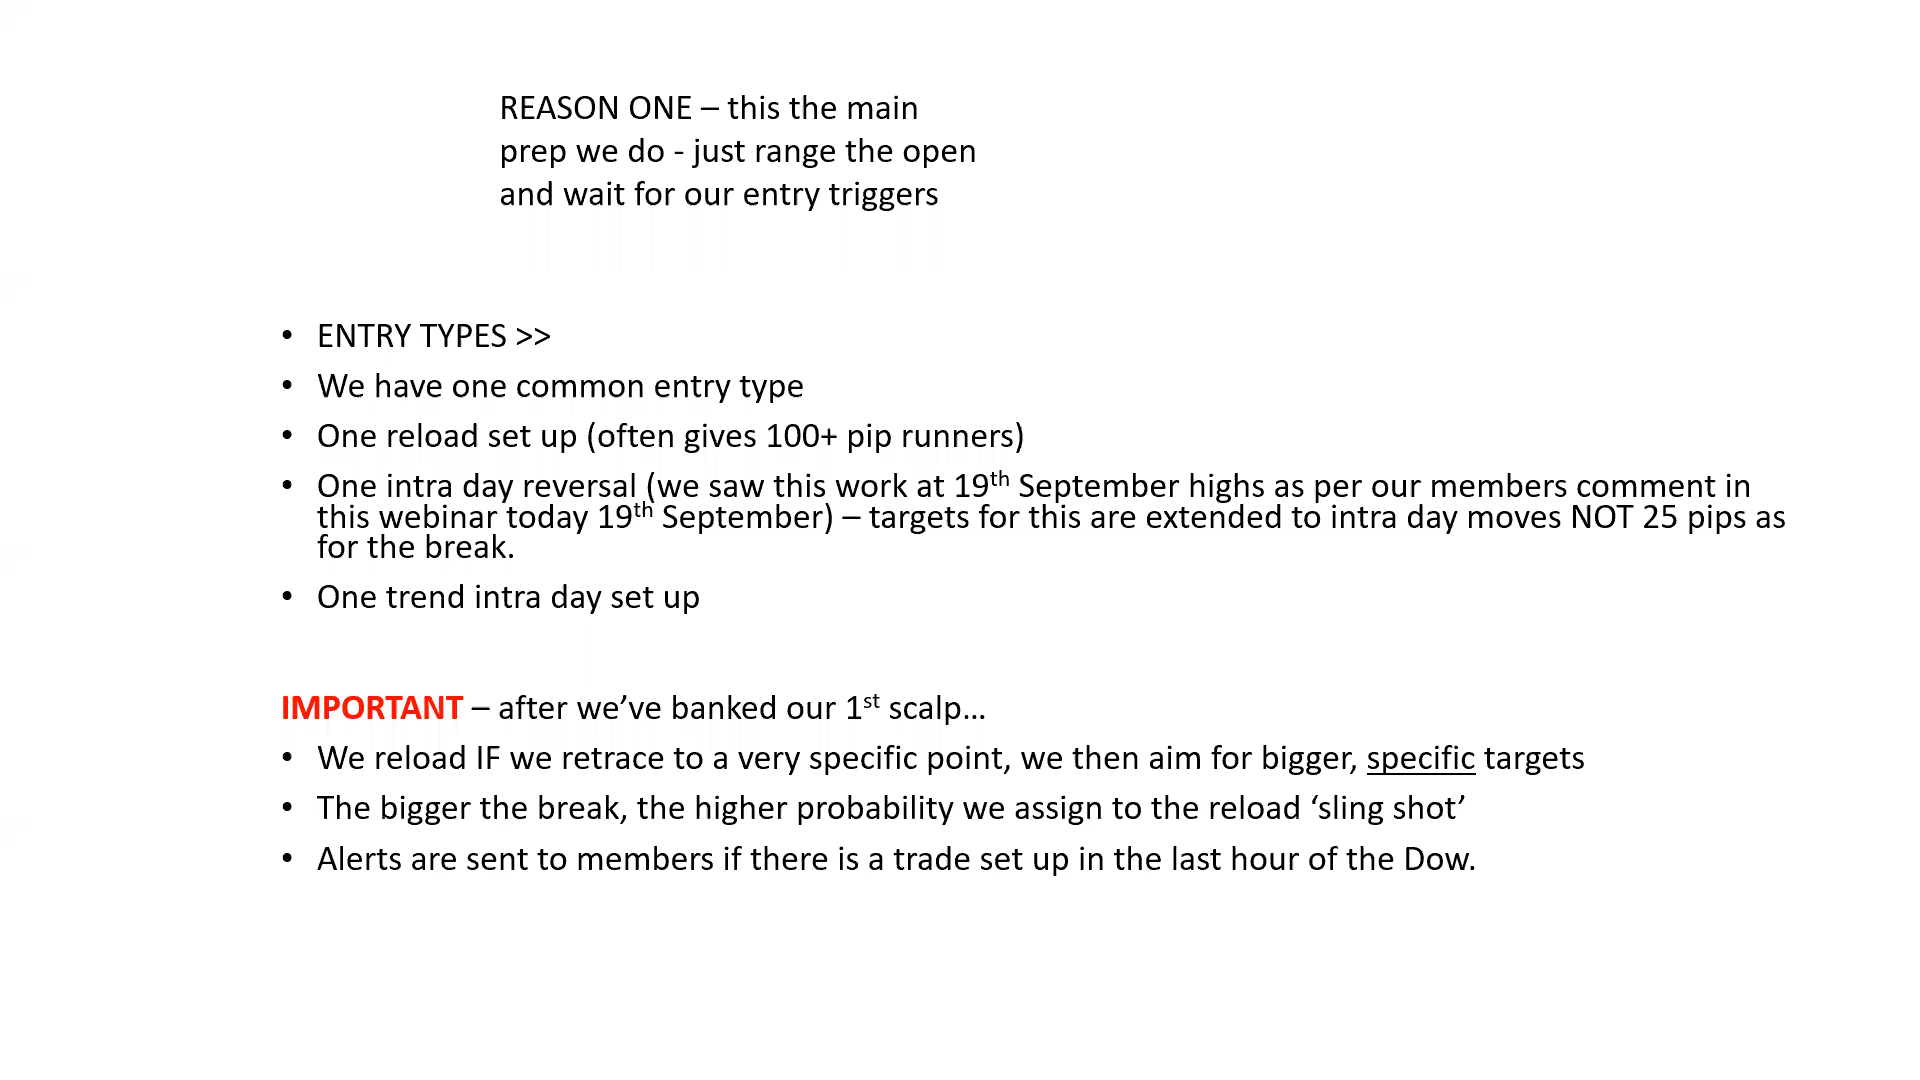 REASON ONE – this the main
prep we do - just range the open
and wait for our entry triggers
• ENTRY TYPES >>
• We have one common entry type
• One reload set up (often gives 100+ pip runners)
• One intra day reversal (we saw this work at 19th September highs as per our members comment in
this webinar today 19th September) – targets for this are extended to intra day moves NOT 25 pips as
for the break.
• One trend intra day set up
IMPORTANT – after we’ve banked our 1st scalp…
• We reload IF we retrace to a very specific point, we then aim for bigger, specific targets
• The bigger the break, the higher probability we assign to the reload ‘sling shot’
• Alerts are sent to members if there is a trade set up in the last hour of the Dow.